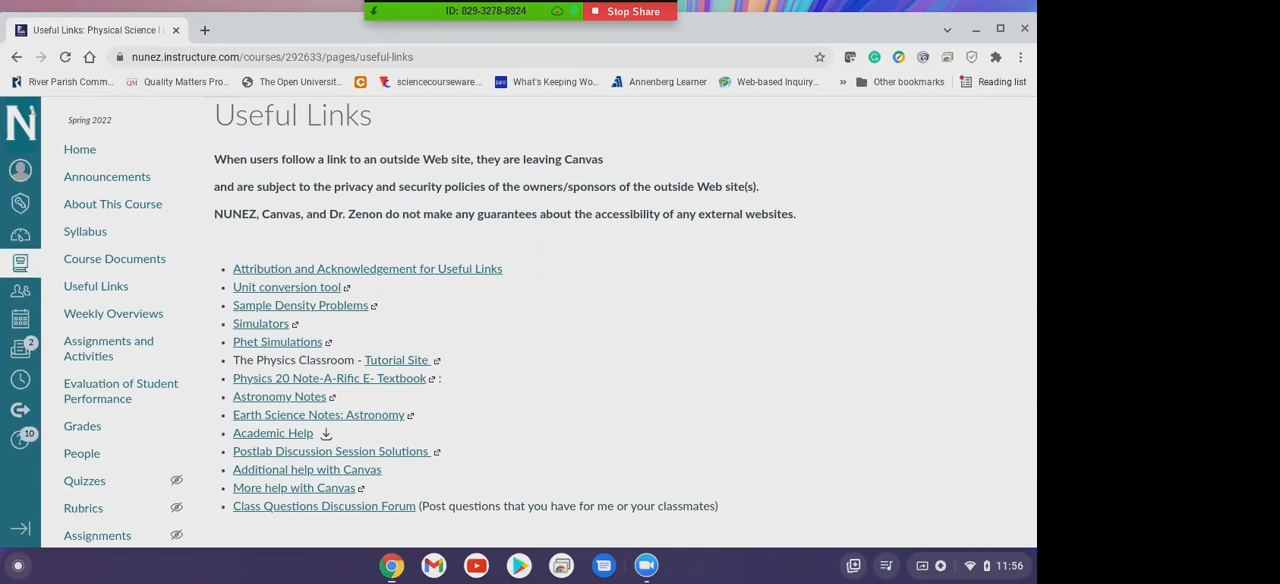 ID: 829-3278-8924
Stop Share
Useful Links: Physical Science I
nunez.instructure.com/courses/292633/pages/useful-links
River Parish Comm...
Quality Matters Pro...
The Open Universit...
sciencecourseware...
What's Keeping Wo...
Annenberg Learner
Web-based Inquiry...
»
Other bookmarks
Reading list
N
2
10
Spring 2022
Home
Announcements
About This Course
Syllabus
Course Documents
Useful Links
Weekly Overviews
Assignments and
Activities
Evaluation of Student
Performance
Grades
People
Quizzes
Rubrics
Assignments
Useful Links
When users follow a link to an outside Web site, they are leaving Canvas
and are subject to the privacy and security policies of the owners/sponsors of the outside Web site(s).
NUNEZ, Canvas, and Dr. Zenon do not make any guarantees about the accessibility of any external websites.
Attribution and Acknowledgement for Useful Links
Unit conversion tool
Sample Density Problems
Simulators
Phet Simulations
The Physics Classroom - Tutorial Site
Physics 20 Note-A-Rific E- Textbook :
Astronomy Notes
Earth Science Notes: Astronomy
Academic Help
Postlab Discussion Session Solutions
Additional help with Canvas
More help with Canvas
Class Questions Discussion Forum (Post questions that you have for me or your classmates)
11:56